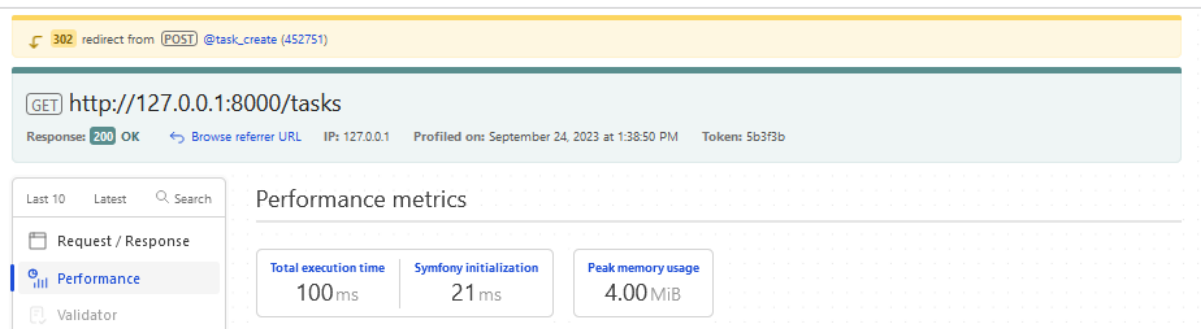 302 redirect from POST @task_create (452751)
GET http://127.0.0.1:8000/tasks
Response: 200 OK Browse referrer URL IP: 127.0.0.1 Profiled on: September 24, 2023 at 1:38:50 PM Token: 5b3f3b
Last 10 Latest Search
Performance metrics
Request / Response
Performance
Validator
Total execution time Symfony initialization Peak memory usage
100 ms 21 ms 4.00 MiB